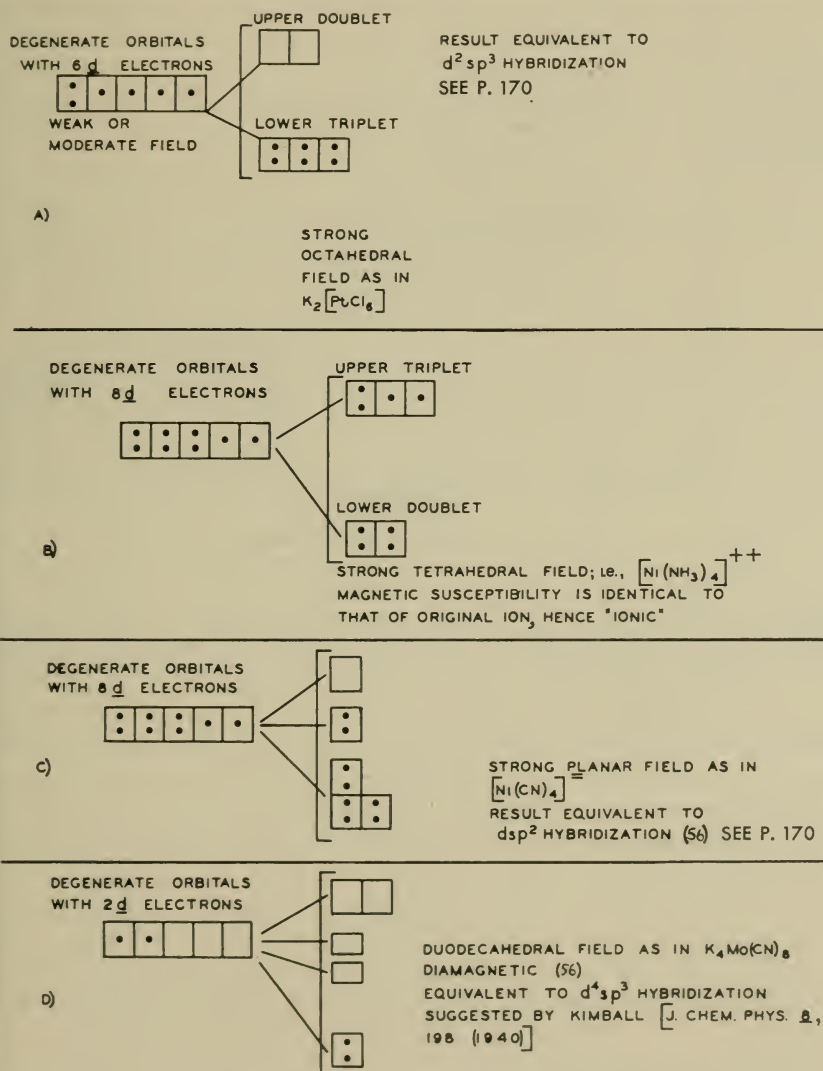 UPPER DOUBLET
DEGENERATE ORBITALS
WITH 6 d ELECTRONS
WEAK OR
MODERATE FIELD
LOWER TRIPLET
RESULT EQUIVALENT TO
d²sp³ HYBRIDIZATION
SEE P. 170
A)
STRONG
OCTAHEDRAL
FIELD AS IN
K₂[PtCl₆]
DEGENERATE ORBITALS
WITH 8 d ELECTRONS
UPPER TRIPLET
LOWER DOUBLET
B)
STRONG TETRAHEDRAL FIELD; i.e., [Ni(NH₃)₄]⁺⁺
MAGNETIC SUSCEPTIBILITY IS IDENTICAL TO
THAT OF ORIGINAL ION, HENCE "IONIC"
DEGENERATE ORBITALS
WITH 8 d ELECTRONS
C)
STRONG PLANAR FIELD AS IN
[Ni(CN)₄]⁼
RESULT EQUIVALENT TO
dsp² HYBRIDIZATION (56) SEE P. 170
DEGENERATE ORBITALS
WITH 2 d ELECTRONS
D)
DUODECAHEDRAL FIELD AS IN K₄Mo(CN)₈
DIAMAGNETIC (56)
EQUIVALENT TO d⁴sp³ HYBRIDIZATION
SUGGESTED BY KIMBALL [J. CHEM. PHYS. 8,
198 (1940)]